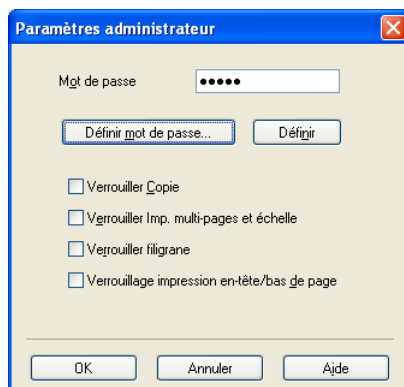 Paramètres administrateur
Mot de passe •••••
Définir mot de passe... Définir
Verrouiller Copie
Verrouiller Imp. multi-pages et échelle
Verrouiller filigrane
Verrouillage impression en-tête/bas de page
OK Annuler Aide